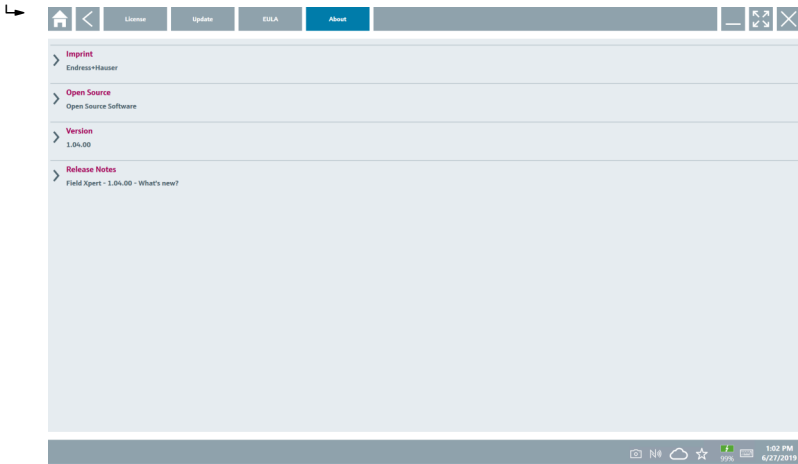 License Update EULA About
Imprint
Endress+Hauser
Open Source
Open Source Software
Version
1.04.00
Release Notes
Field Xpert - 1.04.00 - What's new?
99%
1:02 PM
6/27/2019